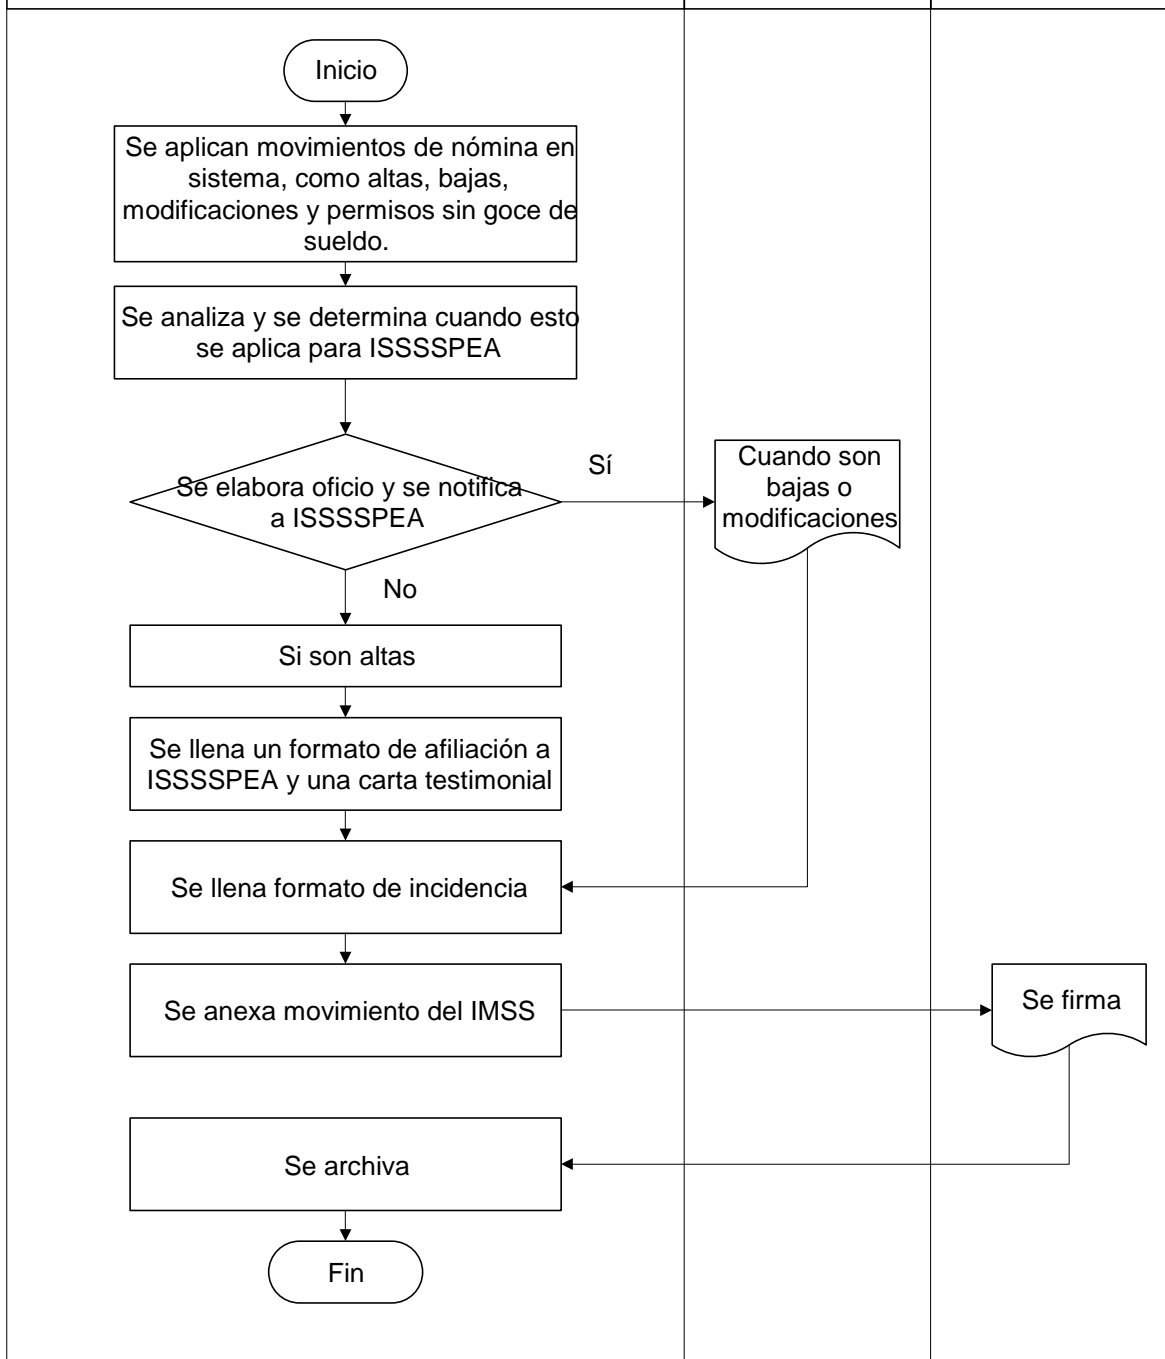 Inicio
Se aplican movimientos de nómina en
sistema, como altas, bajas,
modificaciones y permisos sin goce de
sueldo.
Se analiza y se determina cuando esto
se aplica para ISSSSPEA
Se elabora oficio y se notifica
a ISSSSPEA
Sí
Cuando son
bajas o
modificaciones
No
Si son altas
Se llena un formato de afiliación a
ISSSSPEA y una carta testimonial
Se llena formato de incidencia
Se anexa movimiento del IMSS
Se firma
Se archiva
Fin